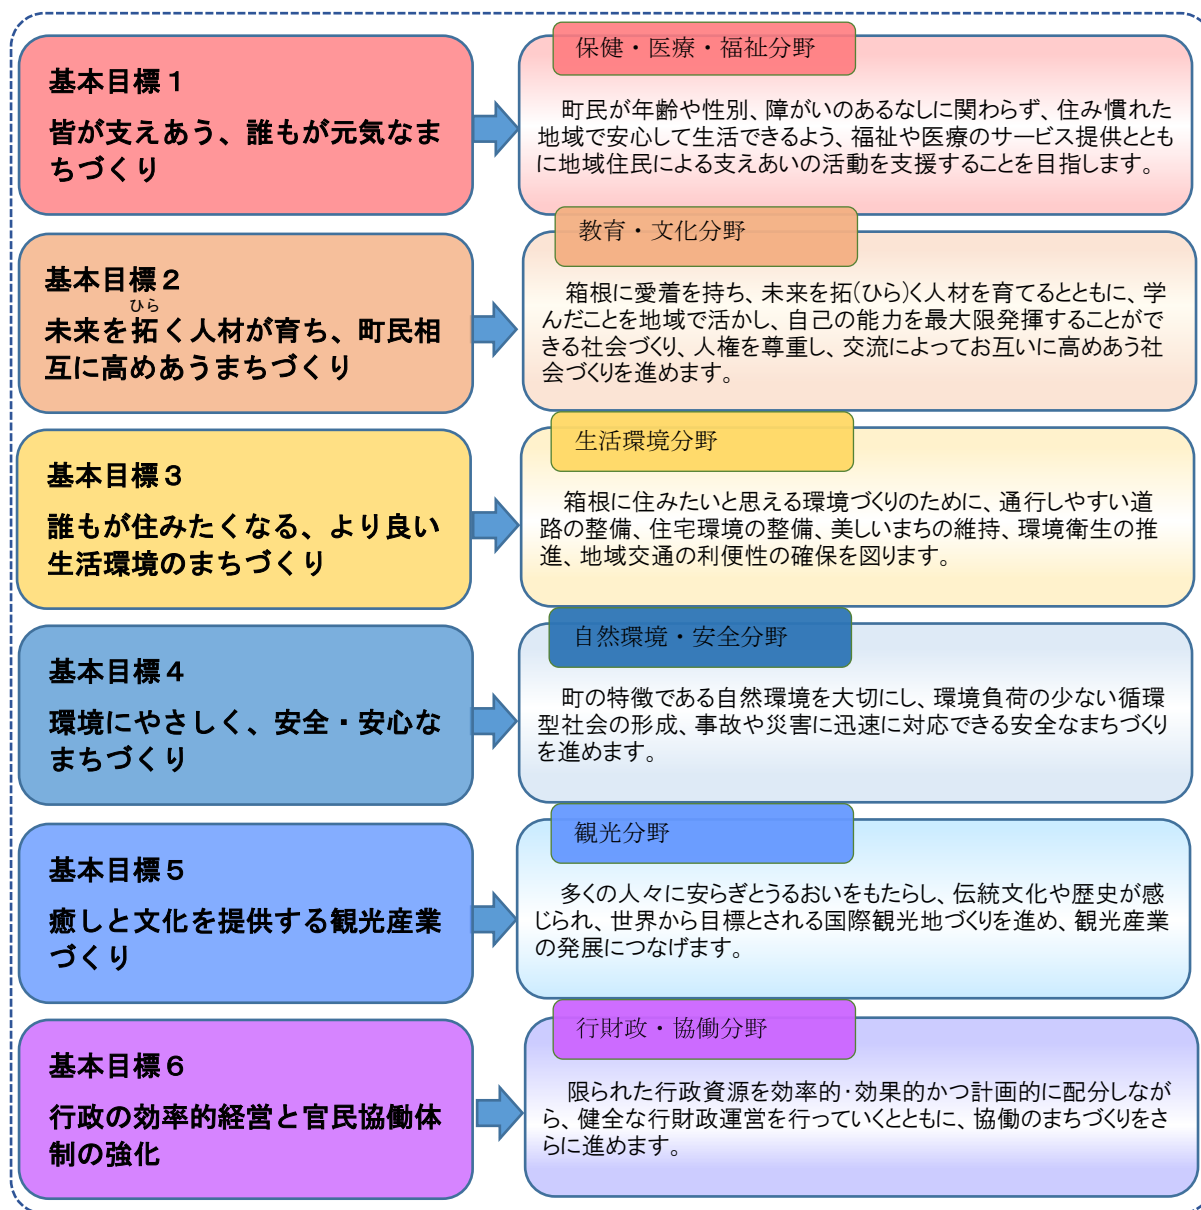 基本目標１
皆が支えあう、誰もが元気なま
ちづくり
保健・医療・福祉分野
町民が年齢や性別、障がいのあるなしに関わらず、住み慣れた
地域で安心して生活できるよう、福祉や医療のサービス提供ととも
に地域住民による支えあいの活動を支援することを目指します。
基本目標２
ひら
未来を拓く人材が育ち、町民相
互に高めあうまちづくり
教育・文化分野
箱根に愛着を持ち、未来を拓(ひら)く人材を育てるとともに、学
んだことを地域で活かし、自己の能力を最大限発揮することがで
きる社会づくり、人権を尊重し、交流によってお互いに高めあう社
会づくりを進めます。
基本目標３
誰もが住みたくなる、より良い
生活環境のまちづくり
生活環境分野
箱根に住みたいと思える環境づくりのために、通行しやすい道
路の整備、住宅環境の整備、美しいまちの維持、環境衛生の推
進、地域交通の利便性の確保を図ります。
基本目標４
環境にやさしく、安全・安心な
まちづくり
自然環境・安全分野
町の特徴である自然環境を大切にし、環境負荷の少ない循環
型社会の形成、事故や災害に迅速に対応できる安全なまちづくり
を進めます。
基本目標５
癒しと文化を提供する観光産業
づくり
観光分野
多くの人々に安らぎとうるおいをもたらし、伝統文化や歴史が感
じられ、世界から目標とされる国際観光地づくりを進め、観光産業
の発展につなげます。
基本目標６
行政の効率的経営と官民協働体
制の強化
行財政・協働分野
限られた行政資源を効率的･効果的かつ計画的に配分しなが
ら、健全な行財政運営を行っていくとともに、協働のまちづくりをさ
らに進めます。